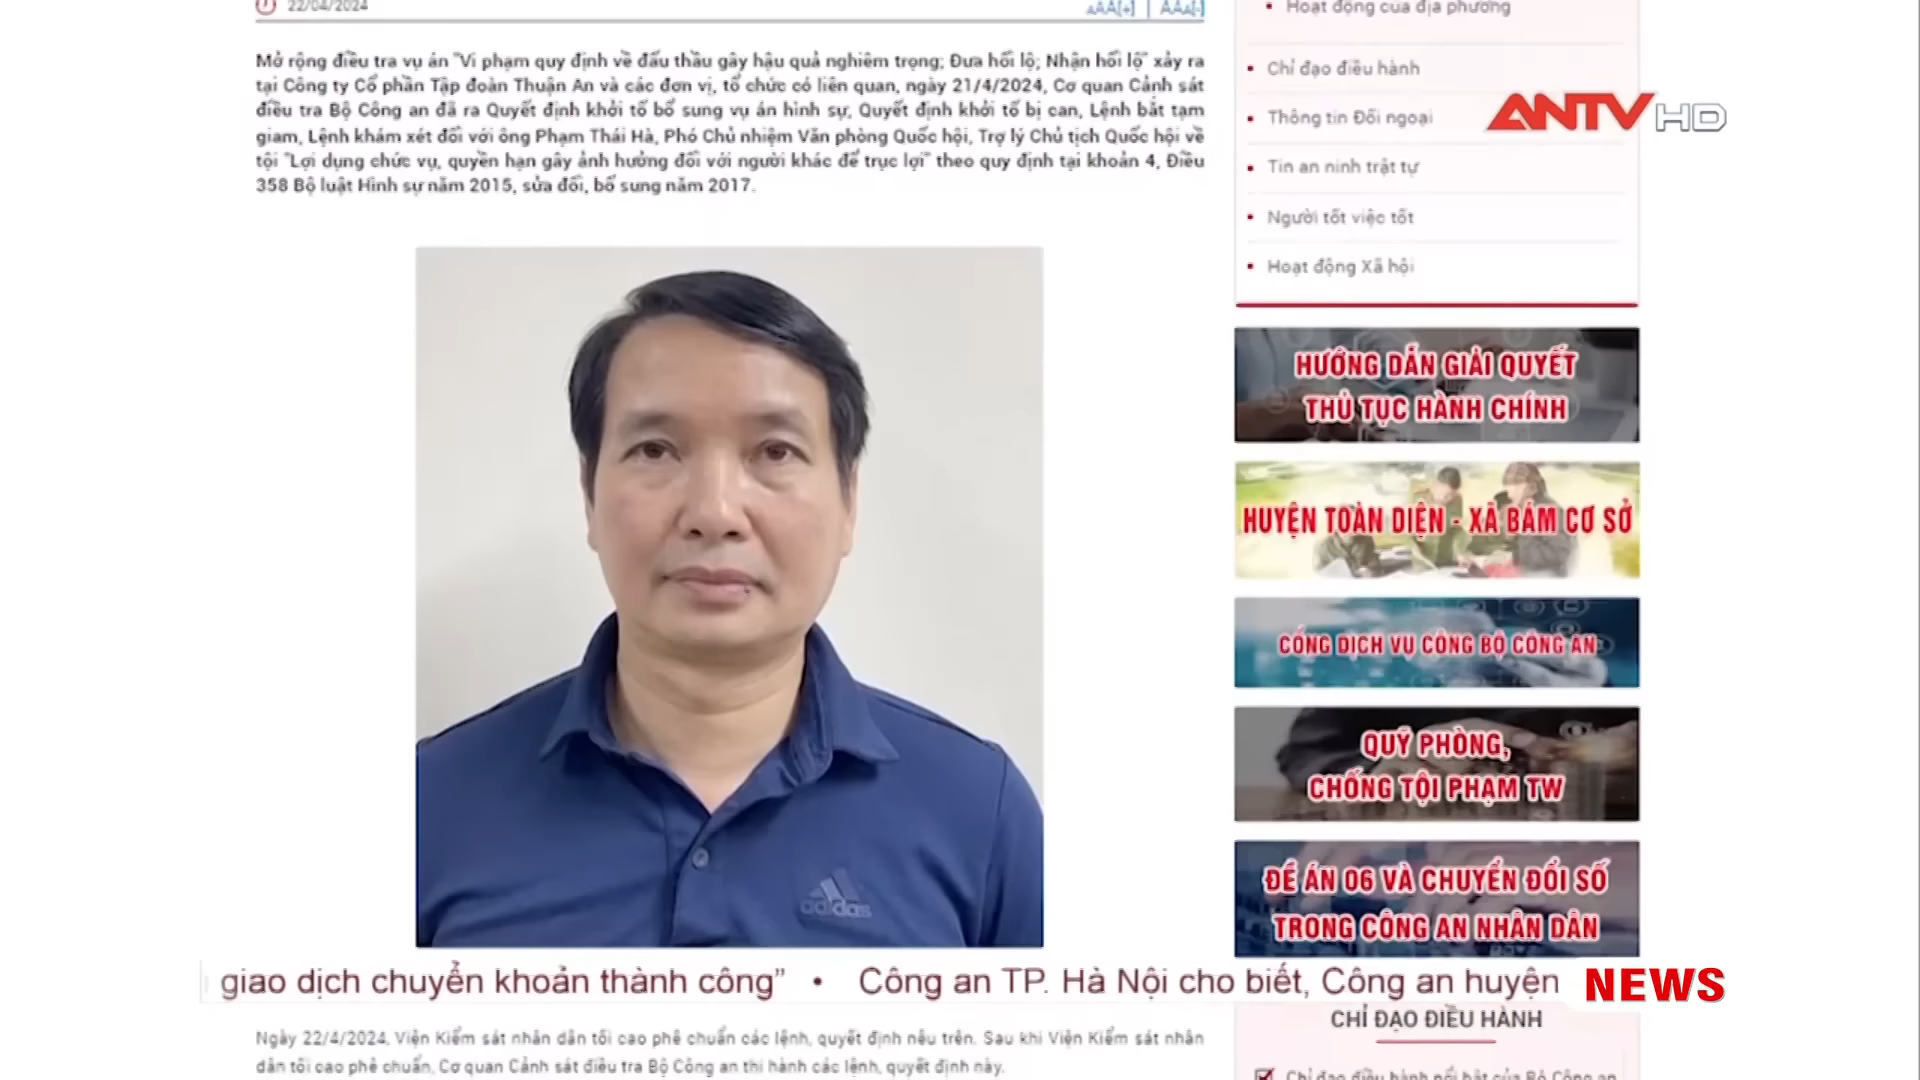 22/04/2024
AAA[+] | AAA[-]
Mở rộng điều tra vụ án "Vi phạm quy định về đấu thầu gây hậu quả nghiêm trọng; Đưa hối lộ; Nhận hối lộ" xảy ra
tại Công ty Cổ phần Tập đoàn Thuận An và các đơn vị, tổ chức có liên quan, ngày 21/4/2024, Cơ quan Cảnh sát
điều tra Bộ Công an đã ra Quyết định khởi tố bổ sung vụ án hình sự, Quyết định khởi tố bị can, Lệnh bắt tạm
giam, Lệnh khám xét đối với ông Phạm Thái Hà, Phó Chủ nhiệm Văn phòng Quốc hội, Trợ lý Chủ tịch Quốc hội về
tội "Lợi dụng chức vụ, quyền hạn gây ảnh hưởng đối với người khác để trục lợi" theo quy định tại khoản 4, Điều
358 Bộ luật Hình sự năm 2015, sửa đổi, bổ sung năm 2017.
adidas
Hoạt động của địa phương
Chỉ đạo điều hành
Thông tin Đối ngoại
Tin an ninh trật tự
Người tốt việc tốt
Hoạt động Xã hội
ANTV HD
HƯỚNG DẪN GIẢI QUYẾT
THỦ TỤC HÀNH CHÍNH
HUYỆN TOÀN DIỆN - XÃ BÁM CƠ SỞ
CỔNG DỊCH VỤ CÔNG BỘ CÔNG AN
QUỸ PHÒNG,
CHỐNG TỘI PHẠM TW
ĐỀ ÁN 06 VÀ CHUYỂN ĐỔI SỐ
TRONG CÔNG AN NHÂN DÂN
giao dịch chuyển khoản thành công” • Công an TP. Hà Nội cho biết, Công an huyện
NEWS
Ngày 22/4/2024, Viện Kiểm sát nhân dân tối cao phê chuẩn các lệnh, quyết định nêu trên. Sau khi Viện Kiểm sát nhân
dân tối cao phê chuẩn, Cơ quan Cảnh sát điều tra Bộ Công an thi hành các lệnh, quyết định này.
CHỈ ĐẠO ĐIỀU HÀNH
Chỉ đạo điều hành nổi bật của Bộ Công an